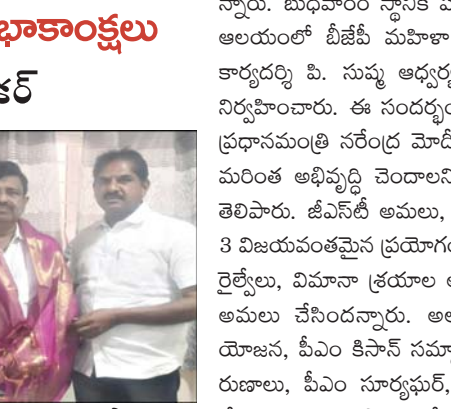 భాకాంక్షలు
కర్
న్నారు. బుధవారం స్థానిక
ఆలయంలో బీజేపీ మహిళా
కార్యదర్శి పి. సుష్మ ఆధ్వర్య
నిర్వహించారు. ఈ సందర్భం
ప్రధానమంత్రి నరేంద్ర మోదీ
మరింత అభివృద్ధి చెందాలని
తెలిపారు. జీఎస్‌టీ అమలు,
3 విజయవంతమైన ప్రయోగం
రైల్వేలు, విమానా శ్రయాల
అమలు చేసిందన్నారు.
యోజన, పీఎం కిసాన్ సమ్మా
రుణాలు, పీఎం సూర్యఘర్,